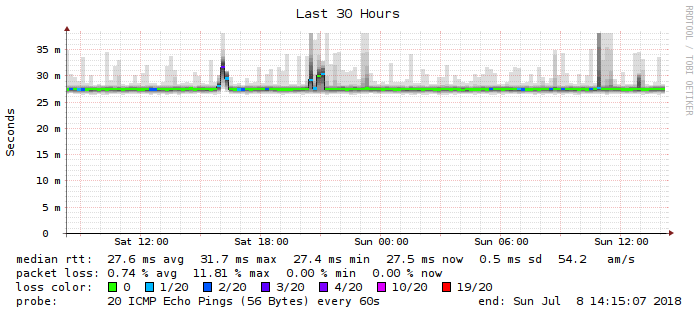 Last 30 Hours
RRDTOOL / TOBI OETIKER
Seconds
35 m
30 m
25 m
20 m
15 m
10 m
5 m
0
Sat 12:00 Sat 18:00 Sun 00:00 Sun 06:00 Sun 12:00
median rtt: 27.6 ms avg 31.7 ms max 27.4 ms min 27.5 ms now 0.5 ms sd 54.2 am/s
packet loss: 0.74 % avg 11.81 % max 0.00 % min 0.00 % now
loss color: 0 1/20 2/20 3/20 4/20 10/20 19/20
probe: 20 ICMP Echo Pings (56 Bytes) every 60s end: Sun Jul 8 14:15:07 2018